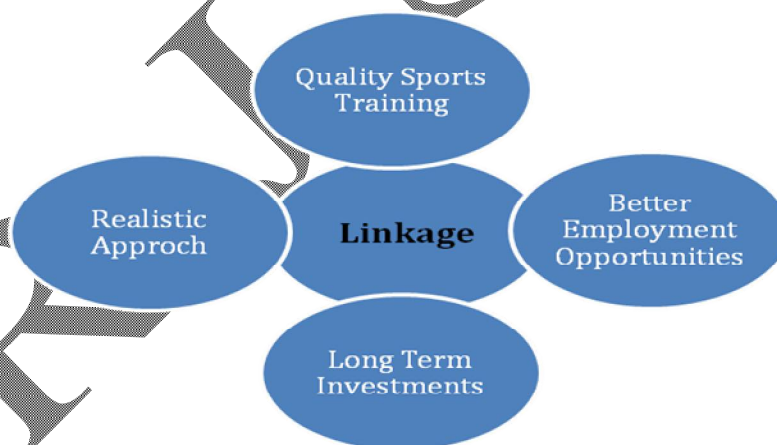 Quality Sports
Training
Realistic
Approch
Linkage
Better
Employment
Opportunities
Long Term
Investments